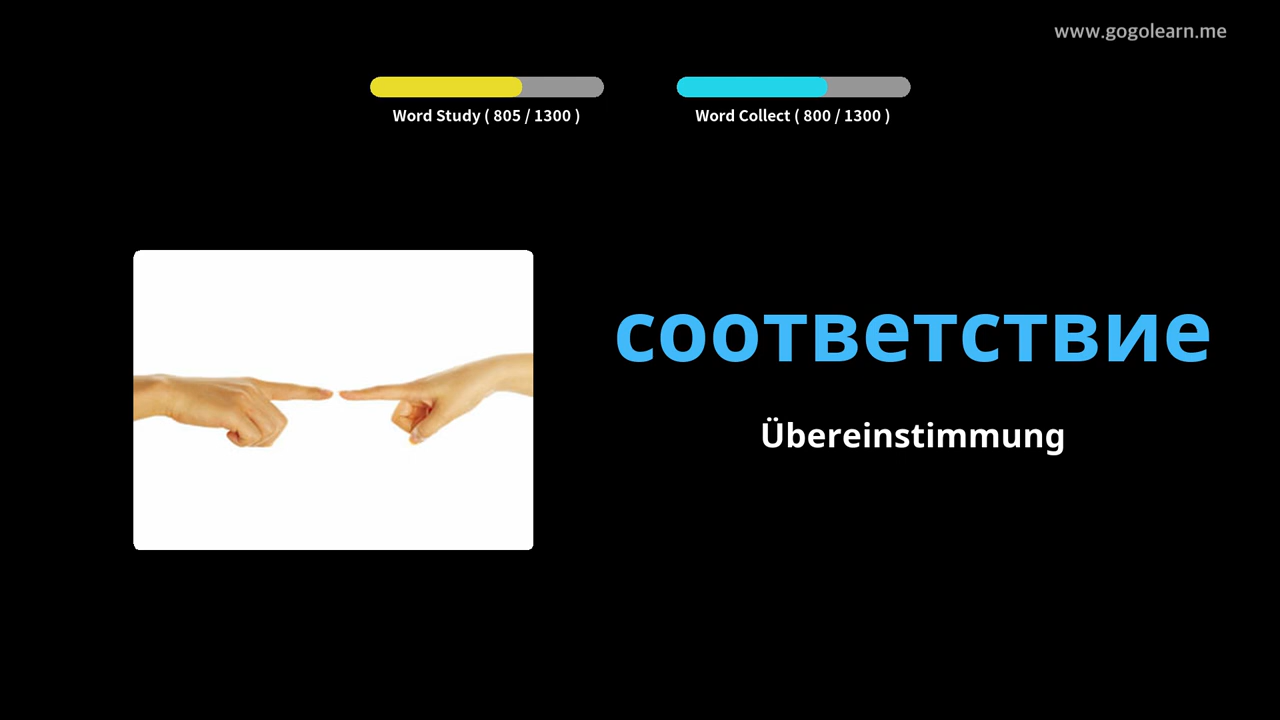 www.gogolearn.me
Word Study ( 805 / 1300 )
Word Collect ( 800 / 1300 )
соответствие
Übereinstimmung